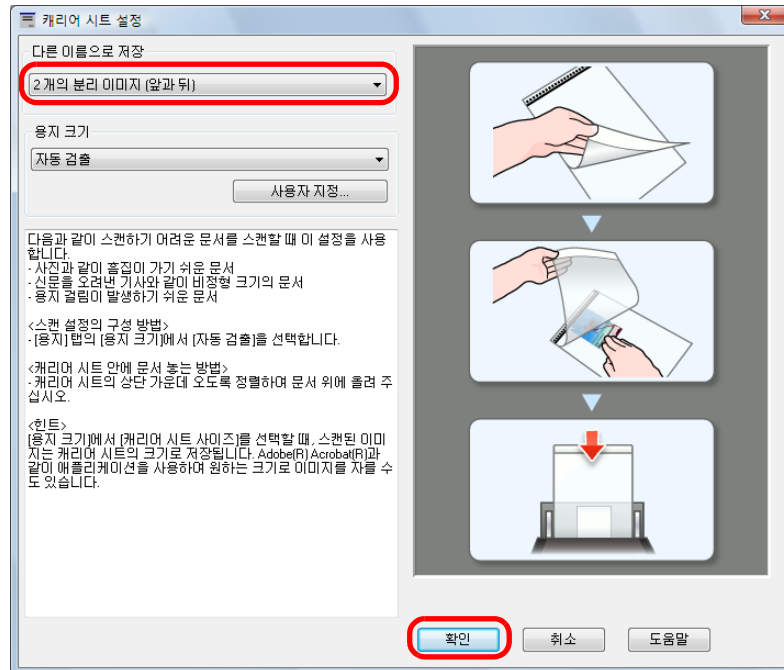 캐리어 시트 설정
다른 이름으로 저장
2 개의 분리 이미지 (앞과 뒤)
용지 크기
자동 검출
사용자 지정...
다음과 같이 스캔하기 어려운 문서를 스캔할 때 이 설정을 사용
합니다.
- 사진과 같이 흠집이 가기 쉬운 문서
- 신문을 오려낸 기사와 같이 비정형 크기의 문서
- 용지 걸림이 발생하기 쉬운 문서
<스캔 설정의 구성 방법>
- [용지] 탭의 [용지 크기]에서 [자동 검출]을 선택합니다.
<캐리어 시트 안에 문서 놓는 방법>
- 캐리어 시트의 상단 가운데 오도록 정렬하여 문서 위에 올려 주
십시오.
<힌트>
[용지 크기]에서 [캐리어 시트 사이즈]를 선택할 때, 스캔된 이미
지는 캐리어 시트의 크기로 저장됩니다. Adobe(R) Acrobat(R)과
같이 애플리케이션을 사용하여 원하는 크기로 이미지를 자를 수
도 있습니다.
확인
취소
도움말